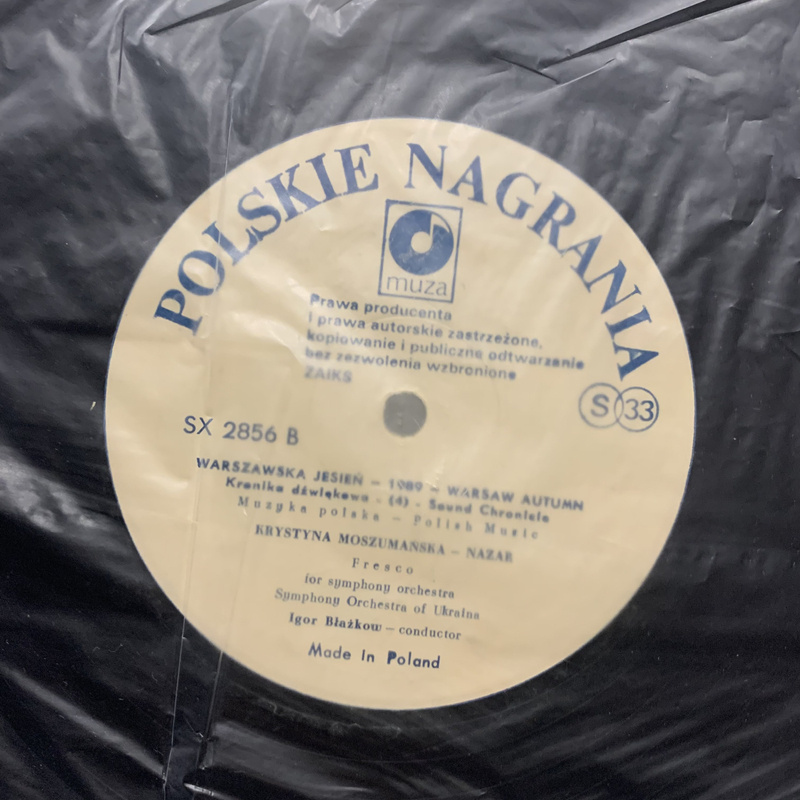 POLSKIE NAGRANIA
muza
Prawa producenta
i prawa autorskie zastrzeżone,
kopiowanie i publiczne odtwarzanie
bez zezwolenia wzbronione
ZAIKS
S 33
SX 2856 B
WARSZAWSKA JESIEŃ – 1989 – WARSAW AUTUMN
Kronika dźwiękowa - (4) - Sound Chronicle
Muzyka polska – Polish Music
KRYSTYNA MOSZUMAŃSKA – NAZAR
Fresco
for symphony orchestra
Symphony Orchestra of Ukraina
Igor Błażkow – conductor
Made in Poland